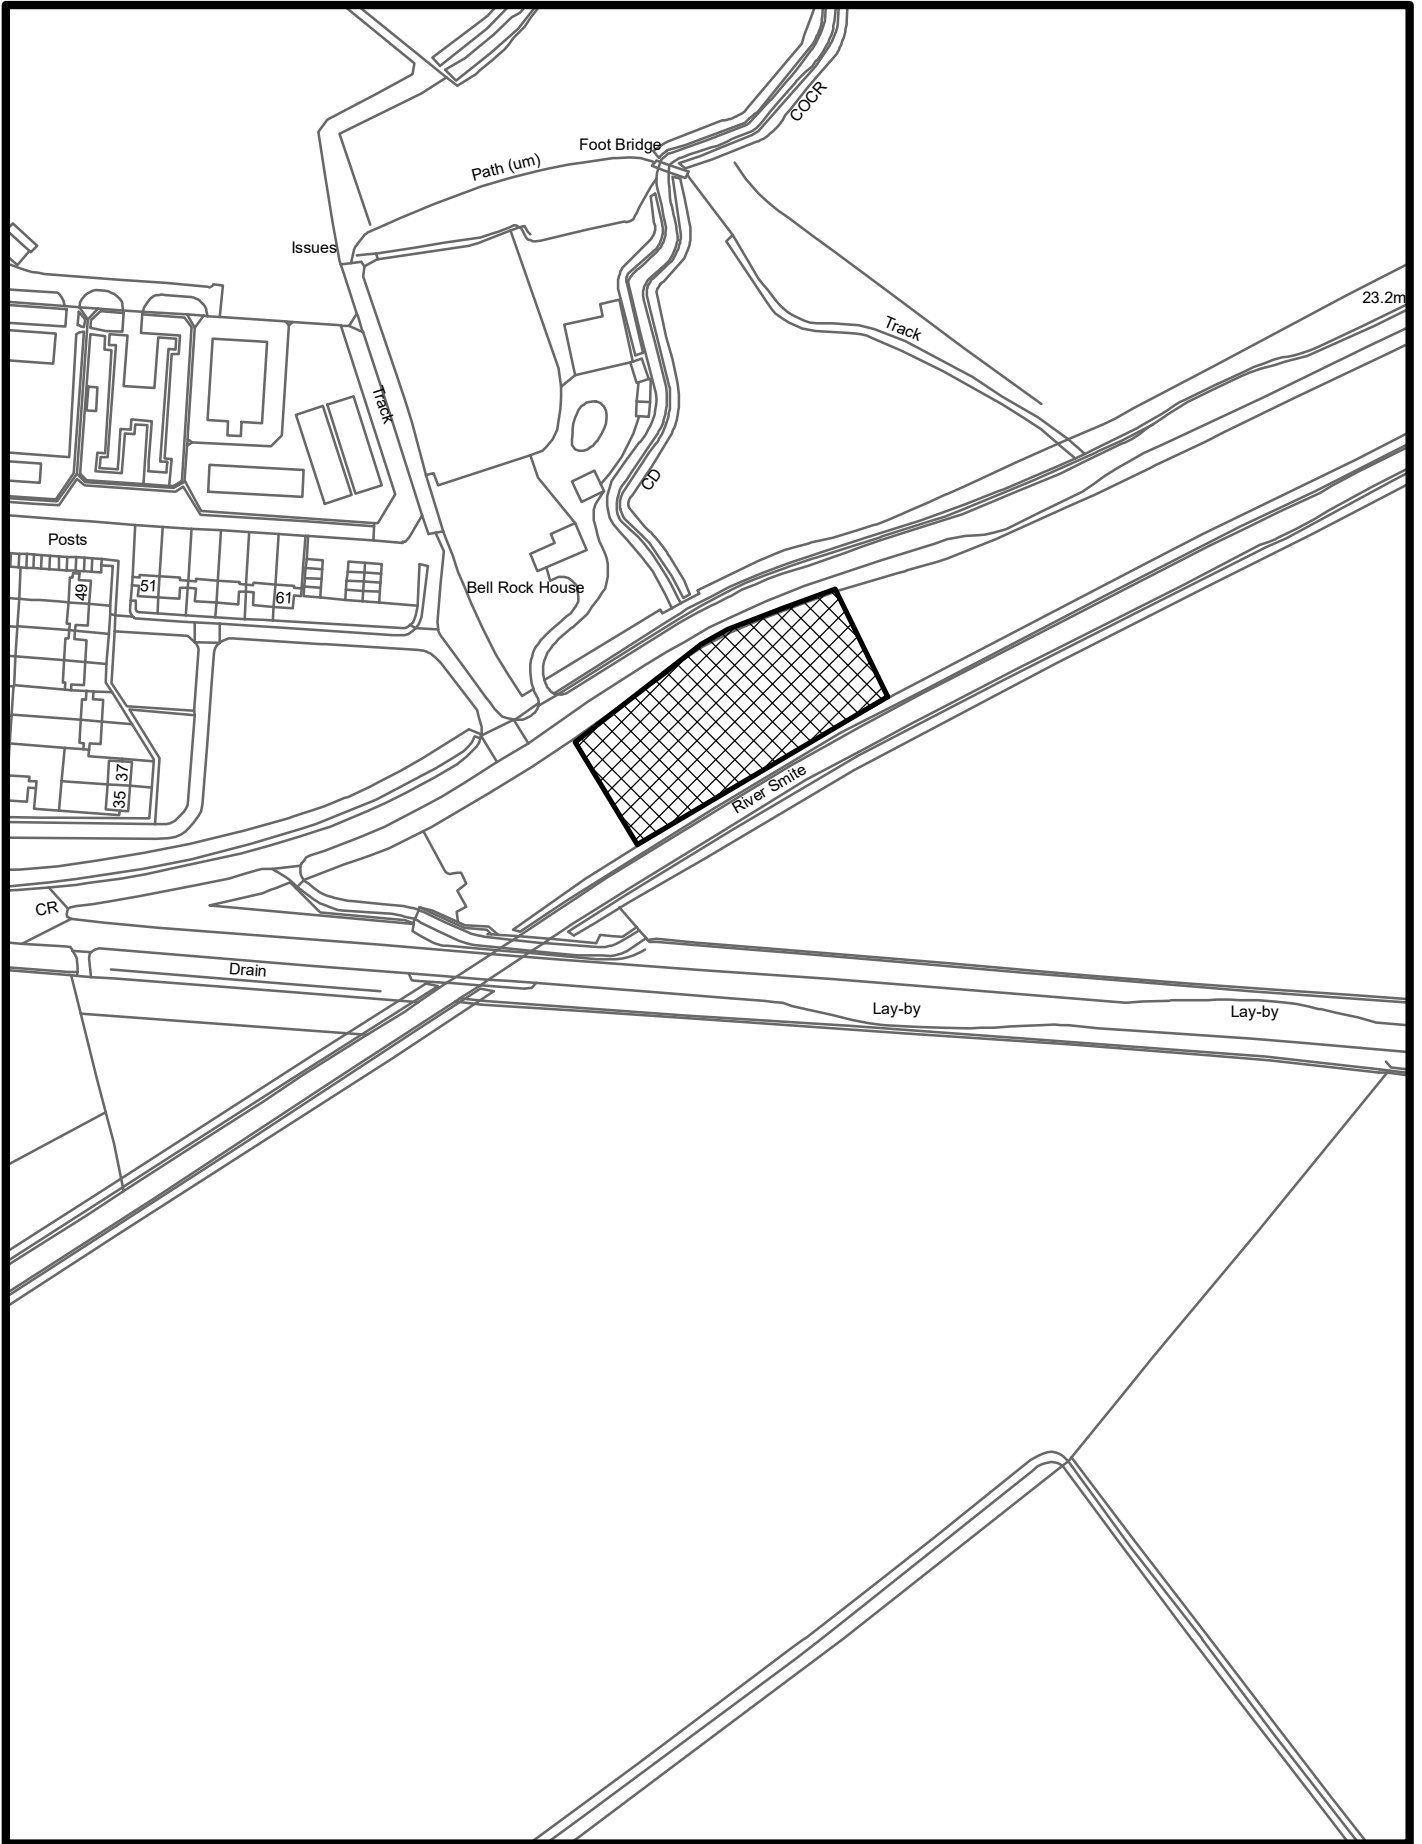 COCR
Foot Bridge
Path (um)
Issues
23.2m
Track
Track
CD
Posts
51
49
61
Bell Rock House
37
35
River Smite
CR
Drain
Lay-by
Lay-by